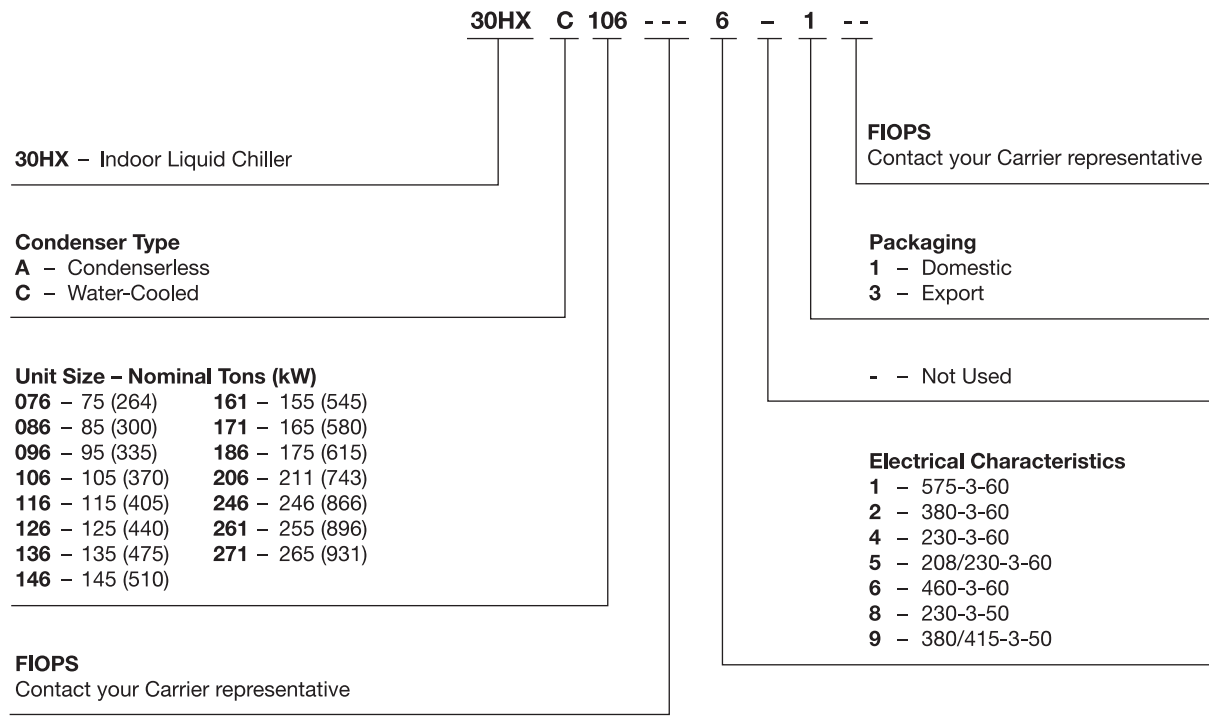 30HX C 106 - - - 6 – 1 - -
30HX – Indoor Liquid Chiller
Condenser Type
A – Condenserless
C – Water-Cooled
Unit Size – Nominal Tons (kW)
076 – 75 (264) 161 – 155 (545)
086 – 85 (300) 171 – 165 (580)
096 – 95 (335) 186 – 175 (615)
106 – 105 (370) 206 – 211 (743)
116 – 115 (405) 246 – 246 (866)
126 – 125 (440) 261 – 255 (896)
136 – 135 (475) 271 – 265 (931)
146 – 145 (510)
FIOPS
Contact your Carrier representative
FIOPS
Contact your Carrier representative
Packaging
1 – Domestic
3 – Export
- – Not Used
Electrical Characteristics
1 – 575-3-60
2 – 380-3-60
4 – 230-3-60
5 – 208/230-3-60
6 – 460-3-60
8 – 230-3-50
9 – 380/415-3-50